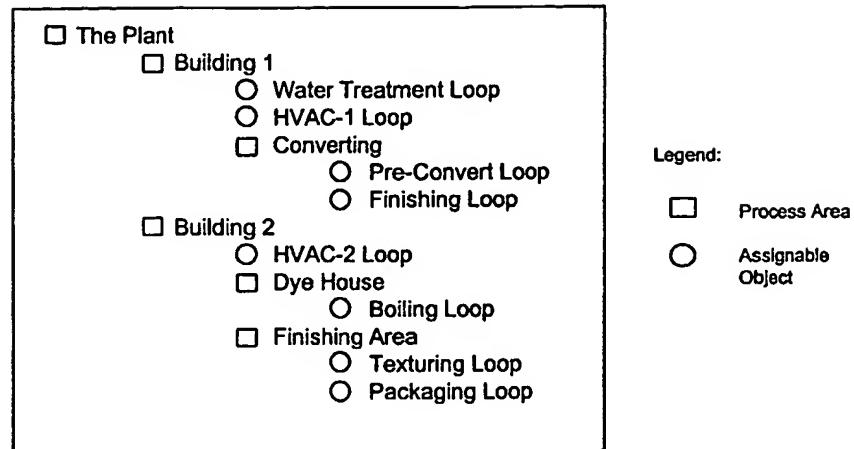 The Plant
Building 1
Water Treatment Loop
HVAC-1 Loop
Converting
Pre-Convert Loop
Finishing Loop
Building 2
HVAC-2 Loop
Dye House
Boiling Loop
Finishing Area
Texturing Loop
Packaging Loop
Legend:
Process Area
Assignable
Object